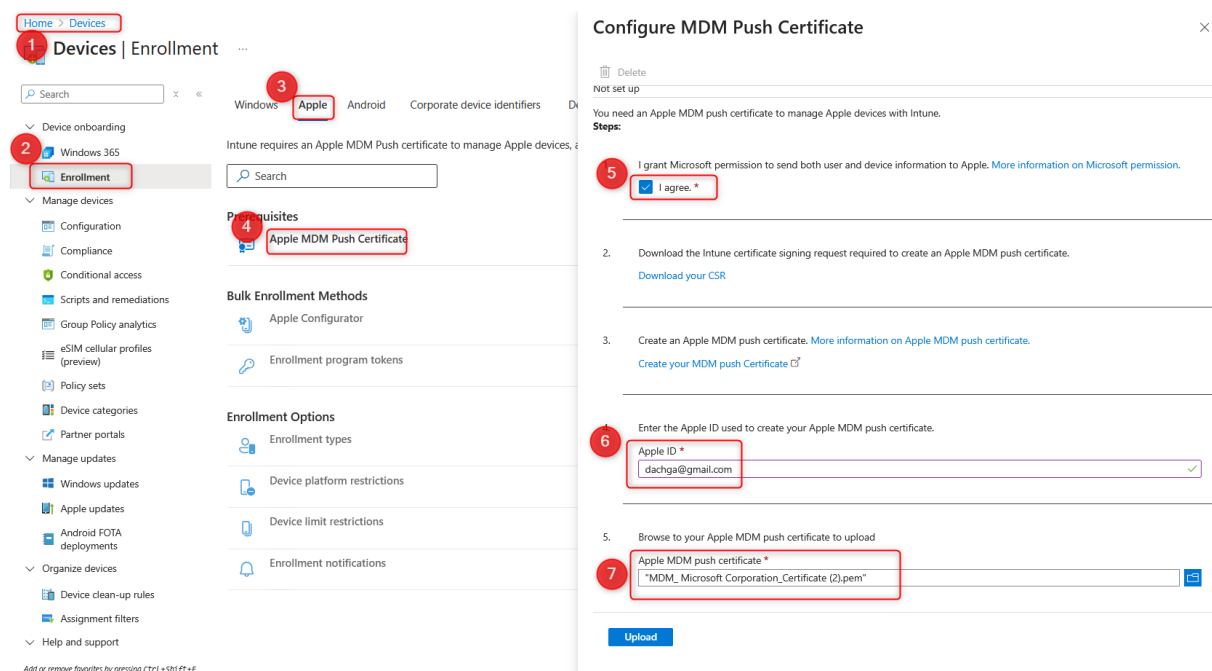 Home > Devices
1
Devices | Enrollment ...
Search
Device onboarding
2
Windows 365
Enrollment
Manage devices
Configuration
Compliance
Conditional access
Scripts and remediations
Group Policy analytics
eSIM cellular profiles
(preview)
Policy sets
Device categories
Partner portals
Manage updates
Windows updates
Apple updates
Android FOTA
deployments
Organize devices
Device clean-up rules
Assignment filters
Help and support
Add or remove favorites by pressing Ctrl+Shift+F
3
Windows Apple Android Corporate device identifiers De
Intune requires an Apple MDM Push certificate to manage Apple devices, a
Search
Prerequisites
4
Apple MDM Push Certificate
Bulk Enrollment Methods
Apple Configurator
Enrollment program tokens
Enrollment Options
Enrollment types
Device platform restrictions
Device limit restrictions
Enrollment notifications
Configure MDM Push Certificate
Delete
Not set up
You need an Apple MDM push certificate to manage Apple devices with Intune.
Steps:
5
I grant Microsoft permission to send both user and device information to Apple. More information on Microsoft permission.
I agree. *
2. Download the Intune certificate signing request required to create an Apple MDM push certificate.
Download your CSR
3. Create an Apple MDM push certificate. More information on Apple MDM push certificate.
Create your MDM push Certificate
6
Enter the Apple ID used to create your Apple MDM push certificate.
Apple ID *
dachga@gmail.com
5. Browse to your Apple MDM push certificate to upload
7
Apple MDM push certificate *
"MDM_ Microsoft Corporation_Certificate (2).pem"
Upload